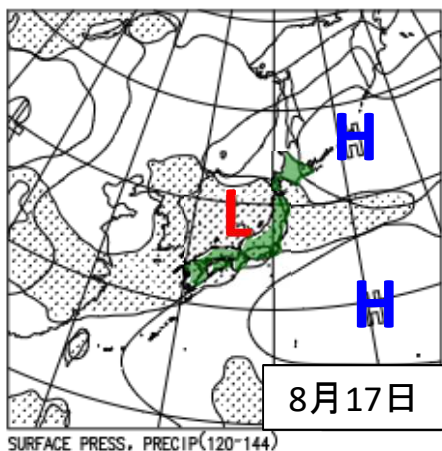 H
L
H
8月17日
SURFACE PRESS, PRECIP(120-144)